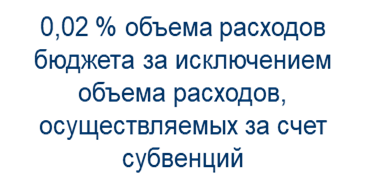 0,02 % объема расходов
бюджета за исключением
объема расходов,
осуществляемых за счет
субвенций